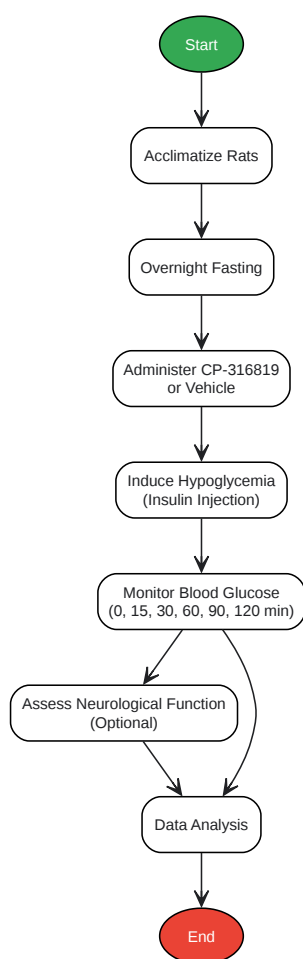 Start
Acclimatize Rats
Overnight Fasting
Administer CP-316819
or Vehicle
Induce Hypoglycemia
(Insulin Injection)
Monitor Blood Glucose
(0, 15, 30, 60, 90, 120 min)
Assess Neurological Function
(Optional)
Data Analysis
End